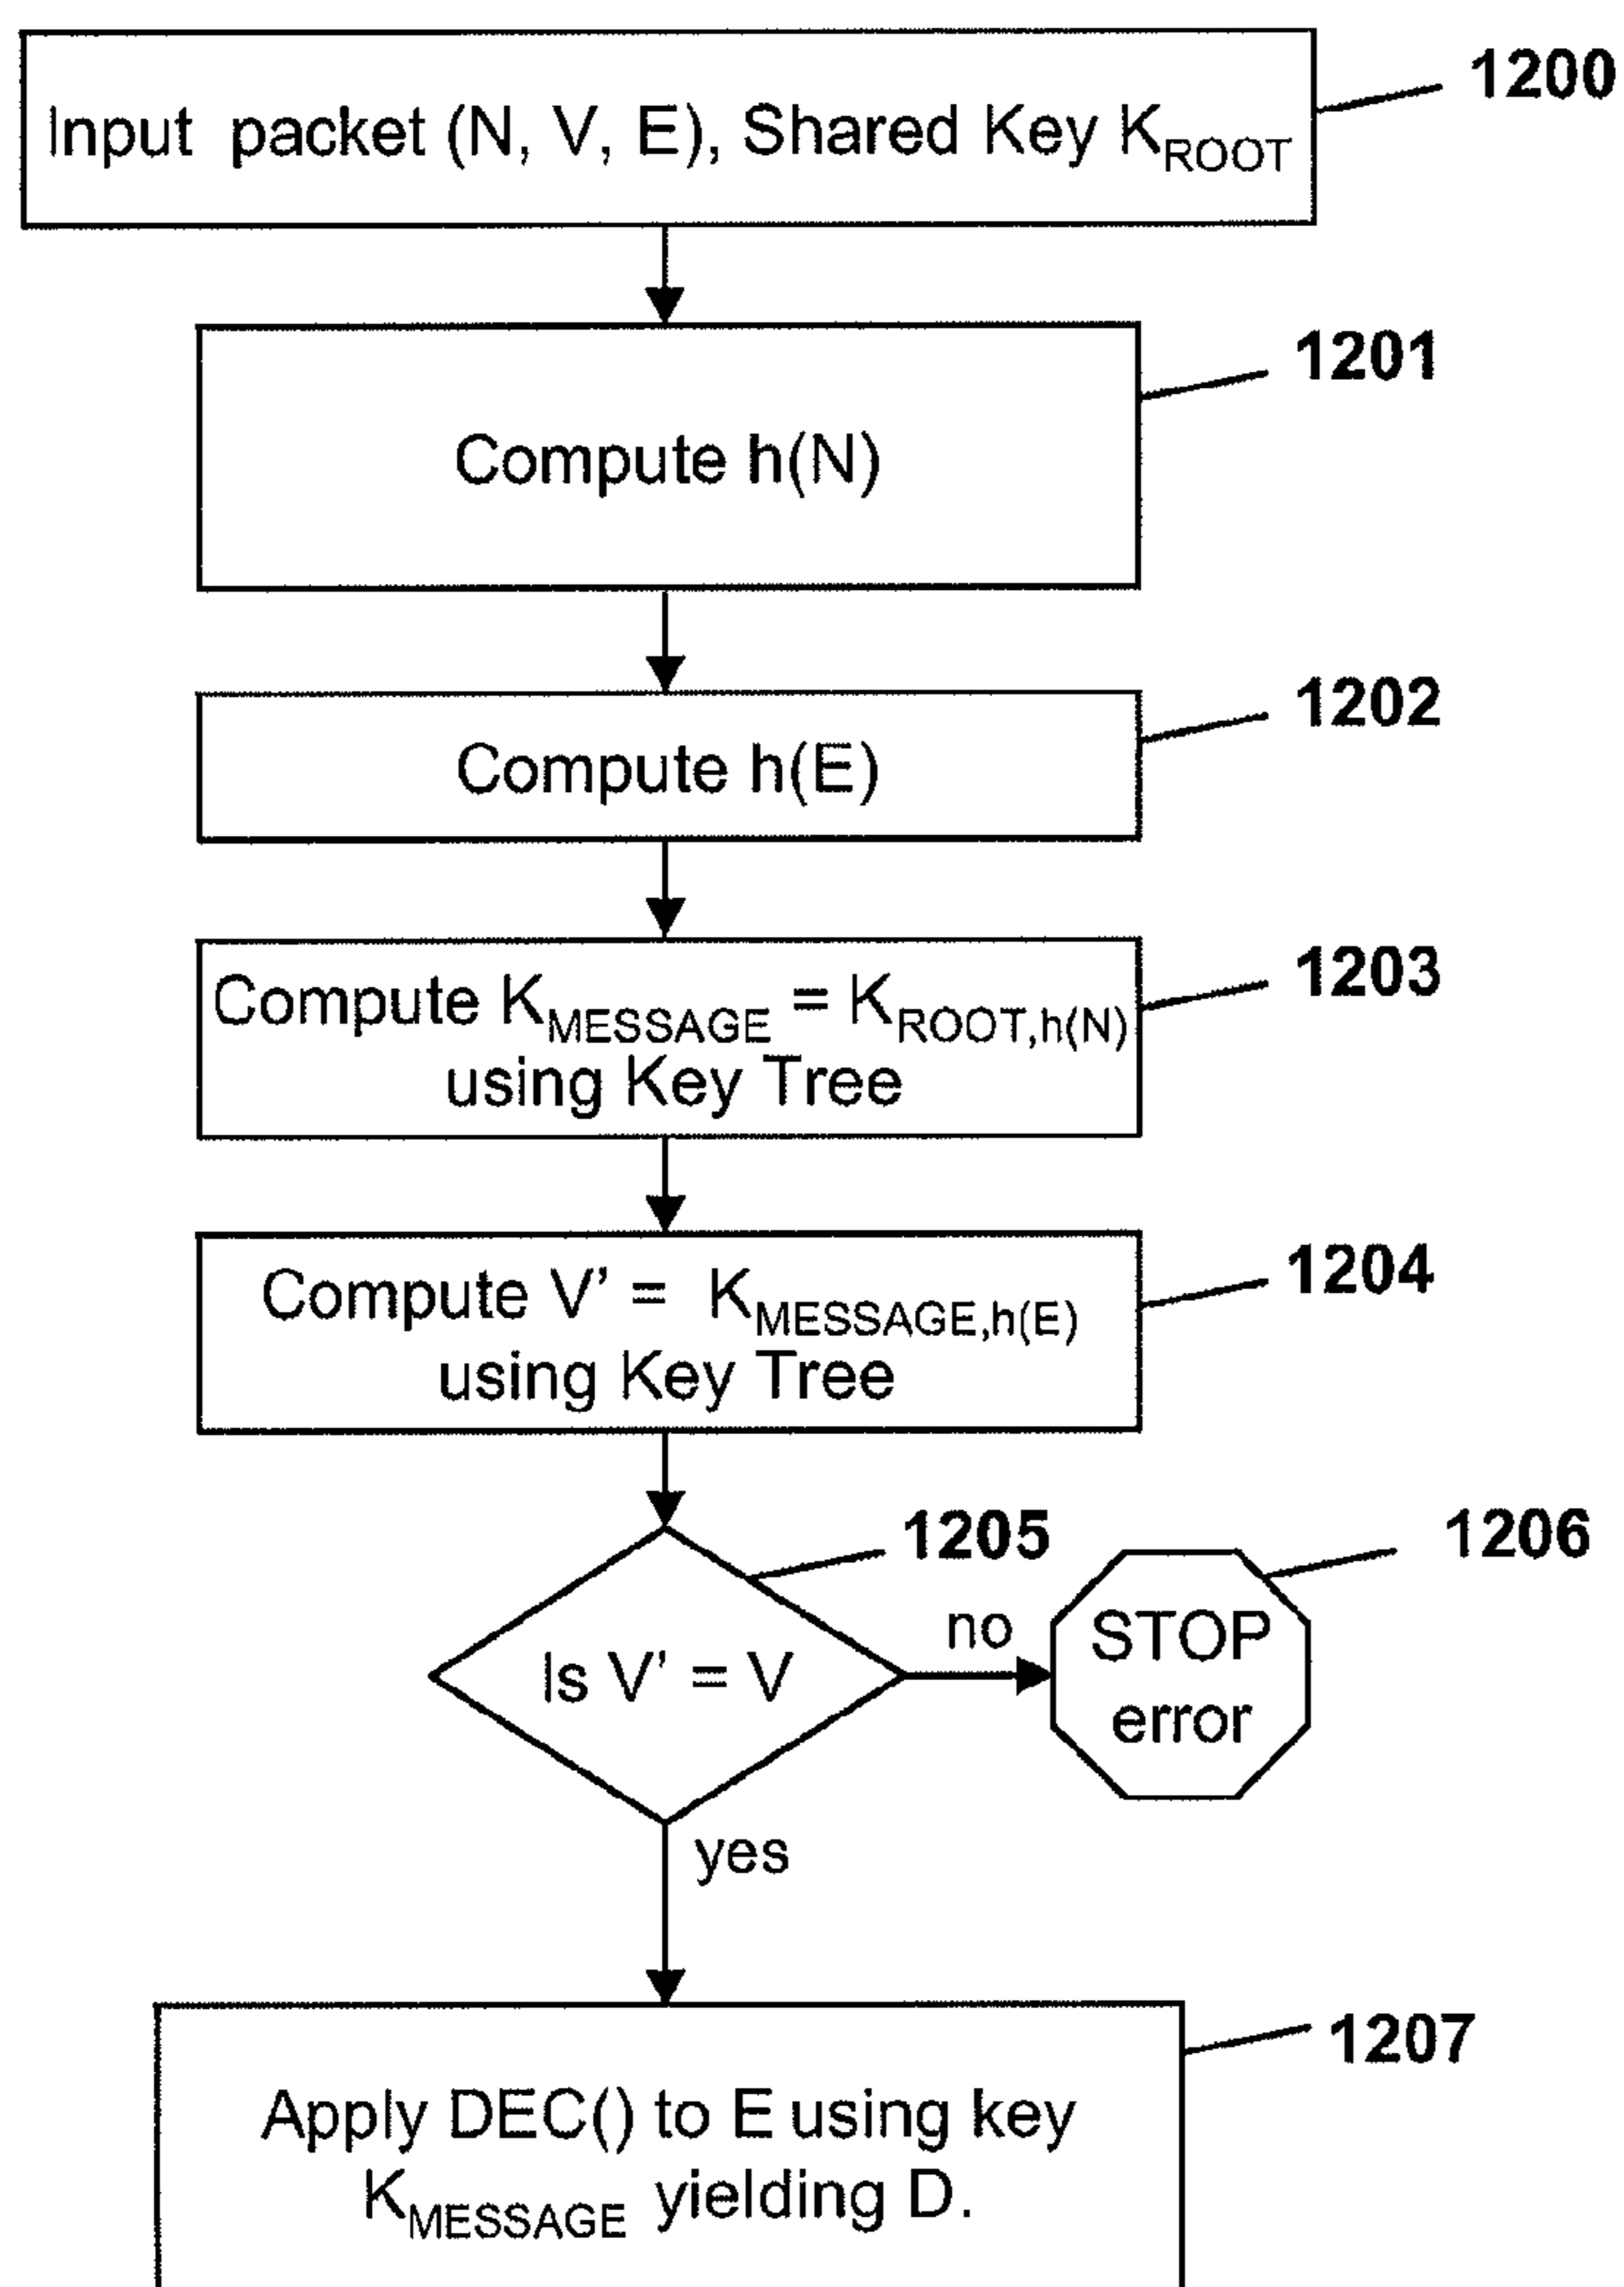 1200
Input packet (N, V, E), Shared Key K_ROOT
1201
Compute h(N)
1202
Compute h(E)
1203
Compute K_MESSAGE = K_ROOT,h(N)
using Key Tree
1204
Compute V' = K_MESSAGE,h(E)
using Key Tree
1205
1206
Is V' = V
no
STOP
error
yes
1207
Apply DEC() to E using key
K_MESSAGE yielding D.